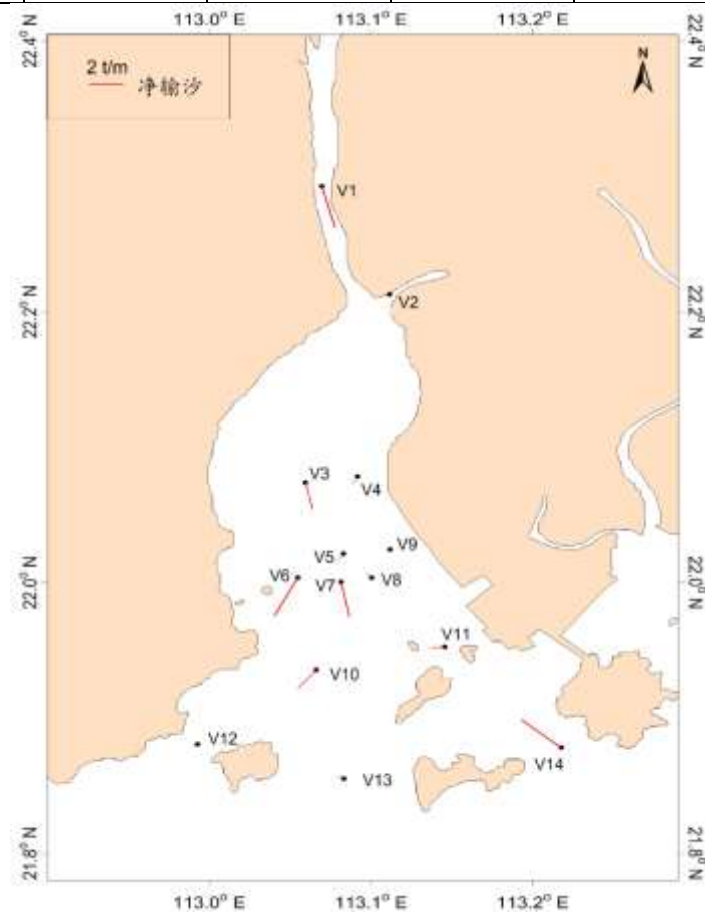 113.0° E 113.1° E 113.2° E
22.4° N 22.4° N
2 t/m
净输沙
N
V1
V2
22.2° N 22.2° N
V3
V4
V9
V5
V6 V7 V8
22.0° N 22.0° N
V11
V10
V12
V14
V13
21.8° N 21.8° N
113.0° E 113.1° E 113.2° E